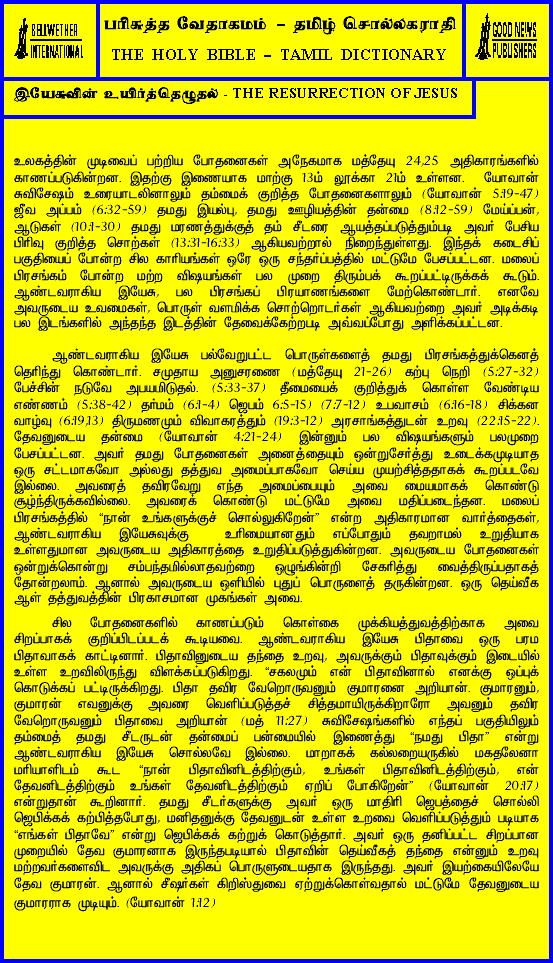 BELLWETHER
INTERNATIONAL
பரிசுத்த வேதாகமம் – தமிழ் சொல்லகராதி
THE HOLY BIBLE – TAMIL DICTIONARY
GOOD NEWS
PUBLISHERS
இயேசுவின் உயிர்த்தெழுதல் - THE RESURRECTION OF JESUS
உலகத்தின் முடிவைப் பற்றிய போதனைகள் அநேகமாக மத்தேயு 24,25 அதிகாரங்களில்
காணப்படுகின்றன. இதற்கு இணையாக மாற்கு 13ம் லூக்கா 21ம் உள்ளன. யோவான்
சுவிசேஷம் உரையாடலினாலும் தம்மைக் குறித்த போதனைகளாலும் (யோவான் 5:19-47)
ஜீவ அப்பம் (6:32-59) தமது இயல்பு, தமது ஊழியத்தின் தன்மை (8:12-59) மேய்ப்பன்,
ஆடுகள் (10:1-30) தமது மரணத்துக்குத் தம் சீடரை ஆயத்தப்படுத்தும்படி அவர் பேசிய
பிரிவு குறித்த சொற்கள் (13:31-16:33) ஆகியவற்றால் நிறைந்துள்ளது. இந்தக் கடைசிப்
பகுதியைப் போன்ற சில காரியங்கள் ஒரே ஒரு சந்தர்ப்பத்தில் மட்டுமே பேசப்பட்டன. மலைப்
பிரசங்கம் போன்ற மற்ற விஷயங்கள் பல முறை திரும்பக் கூறப்பட்டிருக்கக் கூடும்.
ஆண்டவராகிய இயேசு, பல பிரசங்கப் பிரயாணங்களை மேற்கொண்டார். எனவே
அவருடைய உவமைகள், பொருள் வளமிக்க சொற்றொடர்கள் ஆகியவற்றை அவர் அடிக்கடி
பல இடங்களில் அந்தந்த இடத்தின் தேவைக்கேற்றபடி அவ்வப்போது அளிக்கப்பட்டன.
ஆண்டவராகிய இயேசு பல்வேறுபட்ட பொருள்களைத் தமது பிரசங்கத்துக்கெனத்
தெரிந்து கொண்டார். சமுதாய அனுசரணை (மத்தேயு 21-26) கற்பு நெறி (5:27-32)
பேச்சின் நடுவே அபயமிடுதல். (5:33-37) தீமையைக் குறித்துக் கொள்ள வேண்டிய
எண்ணம் (5:38-42) தர்மம் (6:1-4) ஜெபம் 6:5-15) (7:7-12) உபவாசம் (6:16-18) சிக்கன
வாழ்வு (6:19,13) திருமணமும் விவாகரத்தும் (19:3-12) அரசாங்கத்துடன் உறவு (22:15-22).
தேவனுடைய தன்மை (யோவான் 4:21-24) இன்னும் பல விஷயங்களும் பலமுறை
பேசப்பட்டன. அவர் தமது போதனைகள் அனைத்தையும் ஒன்றுசேர்த்து உடைக்கமுடியாத
ஒரு சட்டமாகவோ அல்லது தத்துவ அமைப்பாகவோ செய்ய முயற்சித்ததாகக் கூறப்படவே
இல்லை. அவரைத் தவிரவேறு எந்த அமைப்பையும் அவை மையமாகக் கொண்டு
சூழ்ந்திருக்கவில்லை. அவரைக் கொண்டு மட்டுமே அவை மதிப்படைந்தன. மலைப்
பிரசங்கத்தில் “நான் உங்களுக்குச் சொல்லுகிறேன்” என்ற அதிகாரமான வார்த்தைகள்,
ஆண்டவராகிய இயேசுவுக்கு உரிமையானதும் எப்போதும் தவறாமல் உறுதியாக
உள்ளதுமான அவருடைய அதிகாரத்தை உறுதிப்படுத்துகின்றன. அவருடைய போதனைகள்
ஒன்றுக்கொன்று சம்பந்தமில்லாதவற்றை ஒழுங்கின்றி சேகரித்து வைத்திருப்பதாகத்
தோன்றலாம். ஆனால் அவருடைய ஒளியில் புதுப் பொருளைத் தருகின்றன. ஒரு தெய்வீக
ஆள் தத்துவத்தின் பிரகாசமான முகங்கள் அவை.
சில போதனைகளில் காணப்படும் கொள்கை முக்கியத்துவத்திற்காக அவை
சிறப்பாகக் குறிப்பிடப்படக் கூடியவை. ஆண்டவராகிய இயேசு பிதாவை ஒரு பரம
பிதாவாகக் காட்டினார். பிதாவினுடைய தந்தை உறவு, அவருக்கும் பிதாவுக்கும் இடையில்
உள்ள உறவிலிருந்து விளக்கப்படுகிறது. “சகலமும் என் பிதாவினால் எனக்கு ஒப்புக்
கொடுக்கப் பட்டிருக்கிறது. பிதா தவிர வேறொருவனும் குமாரனை அறியான். குமாரனும்,
குமாரன் எவனுக்கு அவரை வெளிப்படுத்தச் சித்தமாயிருக்கிறாரோ அவனும் தவிர
வேறொருவனும் பிதாவை அறியான் (மத் 11:27) சுவிசேஷங்களில் எந்தப் பகுதியிலும்
தம்மைத் தமது சீடருடன் தன்மைப் பன்மையில் இணைத்து “நமது பிதா” என்று
ஆண்டவராகிய இயேசு சொல்லவே இல்லை. மாறாகக் கல்லறையருகில் மகதலேனா
மரியாளிடம் கூட “நான் பிதாவினிடத்திற்கும், உங்கள் பிதாவினிடத்திற்கும், என்
தேவனிடத்திற்கும் உங்கள் தேவனிடத்திற்கும் ஏறிப் போகிறேன்” (யோவான் 20:17)
என்றுதான் கூறினார். தமது சீடர்களுக்கு அவர் ஒரு மாதிரி ஜெபத்தைச் சொல்லி
ஜெபிக்கக் கற்பித்தபோது, மனிதனுக்கு தேவனுடன் உள்ள உறவை வெளிப்படுத்தும் படியாக
“எங்கள் பிதாவே” என்று ஜெபிக்கக் கற்றுக் கொடுத்தார். அவர் ஒரு தனிப்பட்ட சிறப்பான
முறையில் தேவ குமாரனாக இருந்தபடியால் பிதாவின் தெய்வீகத் தந்தை என்னும் உறவு
மற்றவர்களைவிட அவருக்கு அதிகப் பொருளுடையதாக இருந்தது. அவர் இயற்கையிலேயே
தேவ குமாரன். ஆனால் சீஷர்கள் கிறிஸ்துவை ஏற்றுக்கொள்வதால் மட்டுமே தேவனுடைய
குமாரராக முடியும். (யோவான் 1:12)